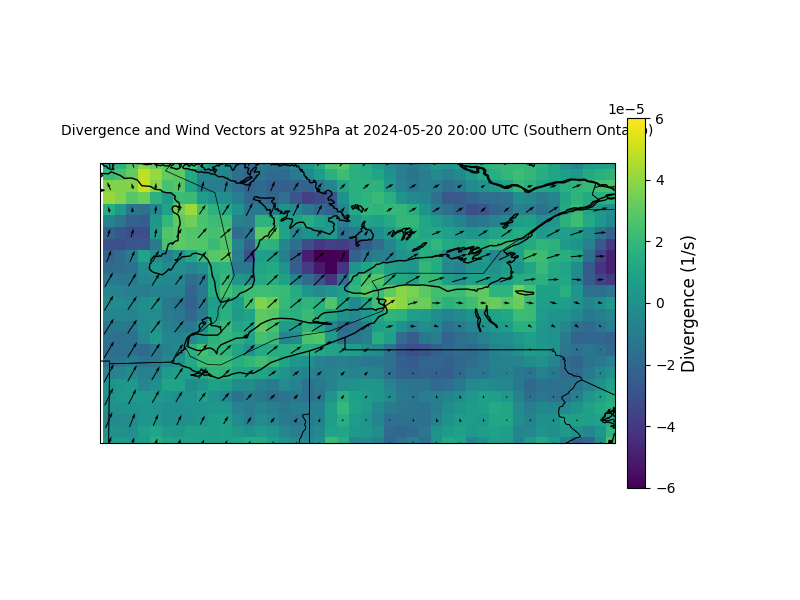 1e−5
Divergence and Wind Vectors at 925hPa at 2024-05-20 20:00 UTC (Southern Ontario)
6
4
2
0
−2
−4
−6
Divergence (1/s)